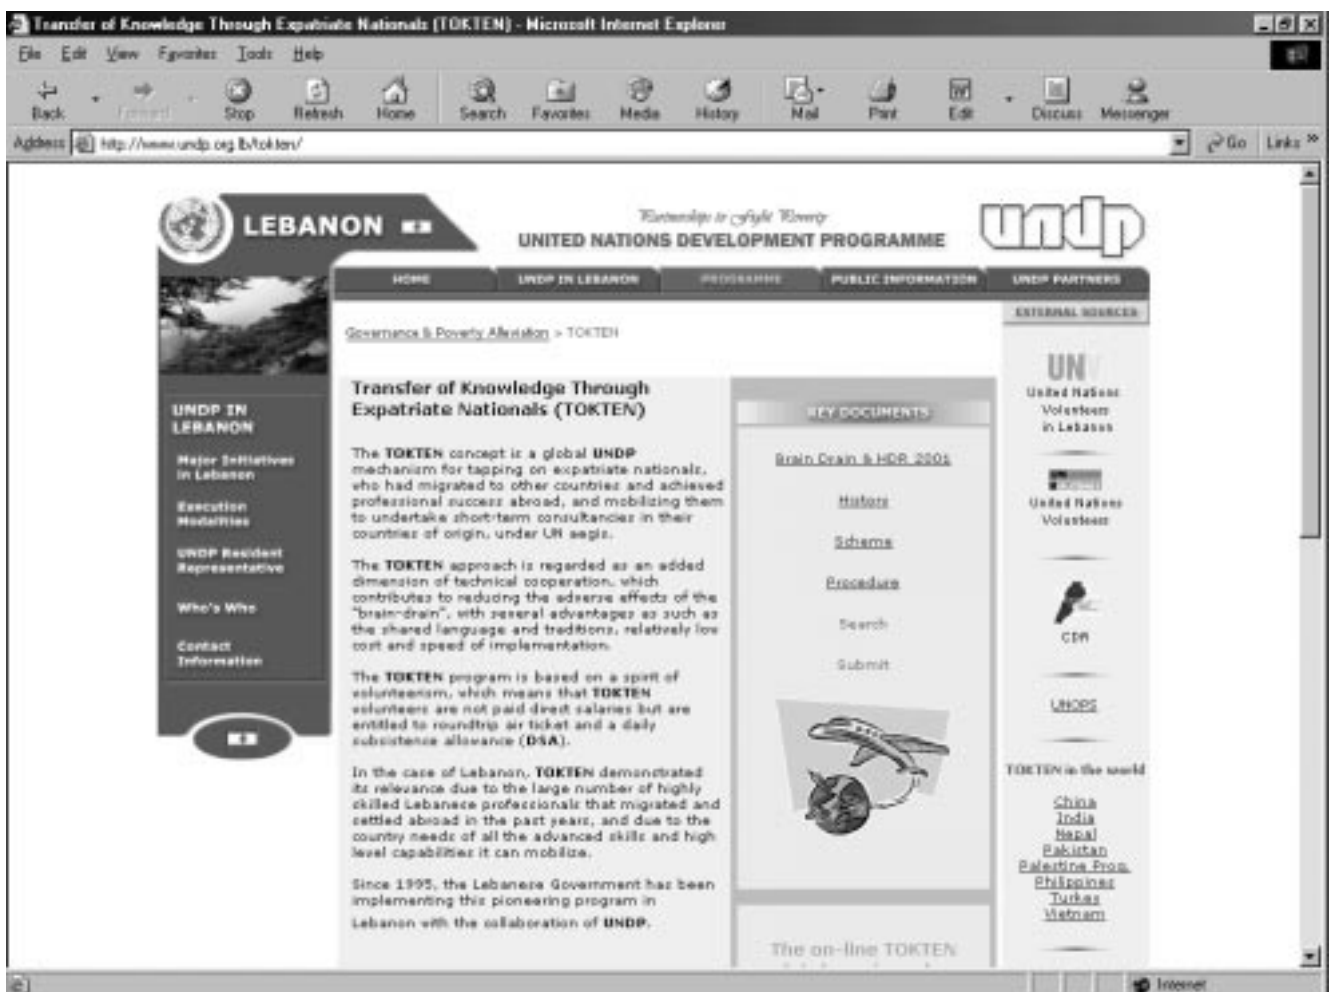 Transfer of Knowledge Through Expatriate Nationals (TOKTEN) - Microsoft Internet Explorer
File Edit View Favorites Tools Help
Back Forward Stop Refresh Home Search Favorites Media History Mail Print Edit Discuss Messenger
Address http://www.undp.org.lb/tokten/ Go Links »
LEBANON
Partnerships to Fight Poverty
UNITED NATIONS DEVELOPMENT PROGRAMME
undp
HOME UNDP IN LEBANON PROGRAMME PUBLIC INFORMATION UNDP PARTNERS
UNDP IN
LEBANON
Major Initiatives
in Lebanon
Execution
Modalities
UNDP Resident
Representative
Who's Who
Contact
Information
Governance & Poverty Alleviation > TOKTEN
Transfer of Knowledge Through
Expatriate Nationals (TOKTEN)
The TOKTEN concept is a global UNDP
mechanism for tapping on expatriate nationals,
who had migrated to other countries and achieved
professional success abroad, and mobilizing them
to undertake short-term consultancies in their
countries of origin, under UN aegis.
The TOKTEN approach is regarded as an added
dimension of technical cooperation, which
contributes to reducing the adverse effects of the
"brain-drain", with several advantages as such as
the shared language and traditions, relatively low
cost and speed of implementation.
The TOKTEN program is based on a spirit of
volunteerism, which means that TOKTEN
volunteers are not paid direct salaries but are
entitled to roundtrip air ticket and a daily
subsistence allowance (DSA).
In the case of Lebanon, TOKTEN demonstrated
its relevance due to the large number of highly
skilled Lebanese professionals that migrated and
settled abroad in the past years, and due to the
country needs of all the advanced skills and high
level capabilities it can mobilize.
Since 1995, the Lebanese Government has been
implementing this pioneering program in
Lebanon with the collaboration of UNDP.
KEY DOCUMENTS
Brain Drain & HDR 2001
History
Scheme
Procedure
Search
Submit
The on-line TOKTEN
EXTERNAL SOURCES
UNV
United Nations
Volunteers
in Lebanon
United Nations
Volunteers
CDR
UNOPS
TOKTEN in the world
China
India
Nepal
Pakistan
Palestine Prog.
Philippines
Turkey
Vietnam
Internet